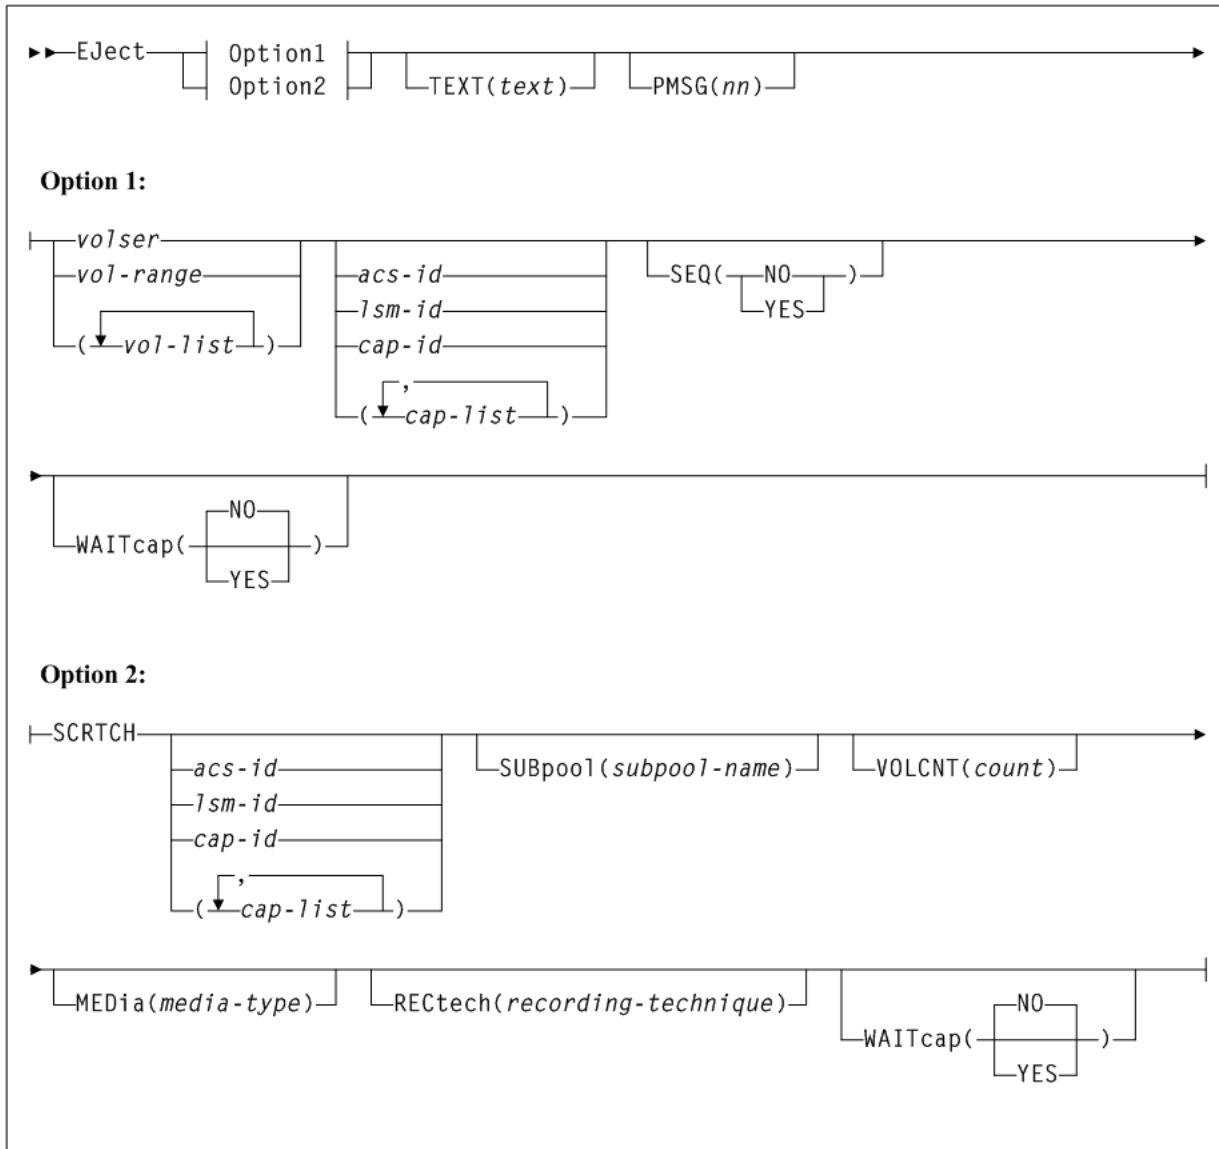 EJect Option1
Option2
TEXT(text) PMSG(nn)
Option 1:
volser
vol-range
(vol-list)
acs-id
lsm-id
cap-id
,
(cap-list)
SEQ( NO )
YES
NO
WAITcap( )
YES
Option 2:
SCRTCH
acs-id
lsm-id
cap-id
,
(cap-list)
SUBpool(subpool-name) VOLCNT(count)
MEDia(media-type) RECtech(recording-technique)
NO
WAITcap( )
YES